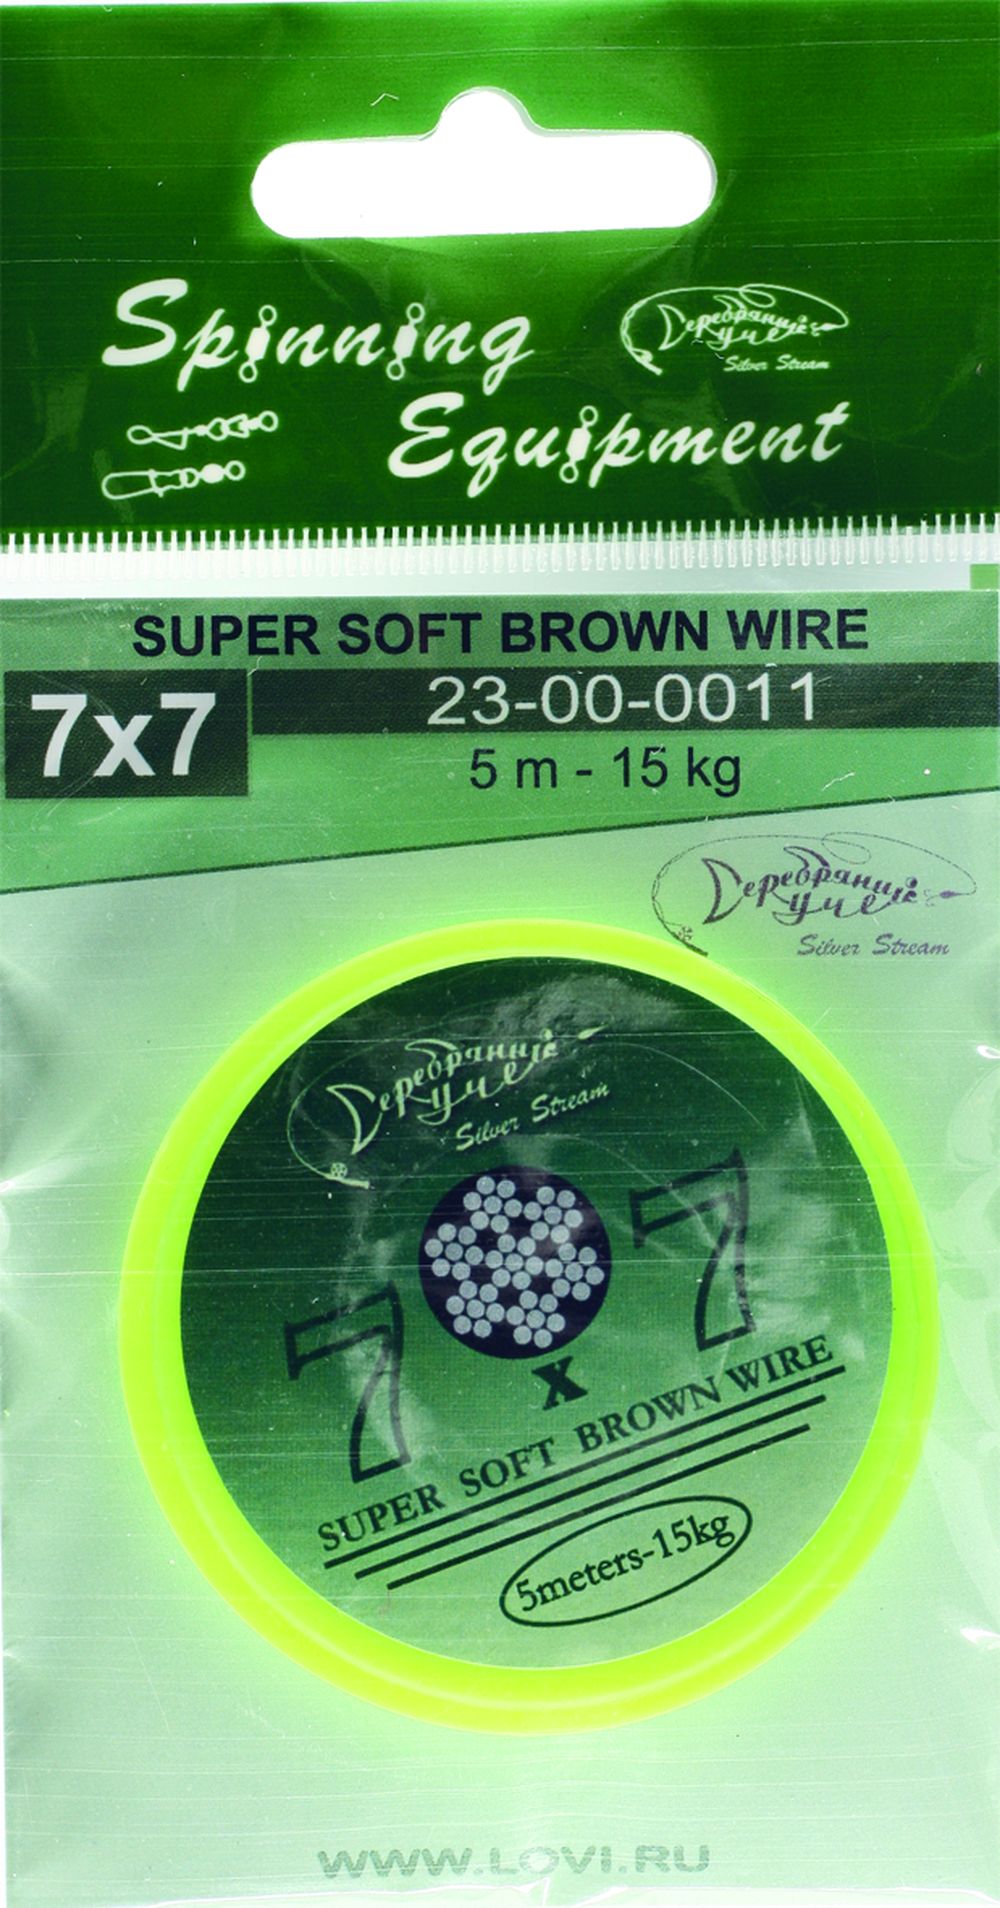 Spinning
Equipment
Серебряный
ручей
Silver Stream
SUPER SOFT BROWN WIRE
7x7
23-00-0011
5 m - 15 kg
Серебряный
ручей
Silver Stream
Серебряный
ручей
Silver Stream
7 x 7
SUPER SOFT BROWN WIRE
5meters-15kg
WWW.LOVI.RU